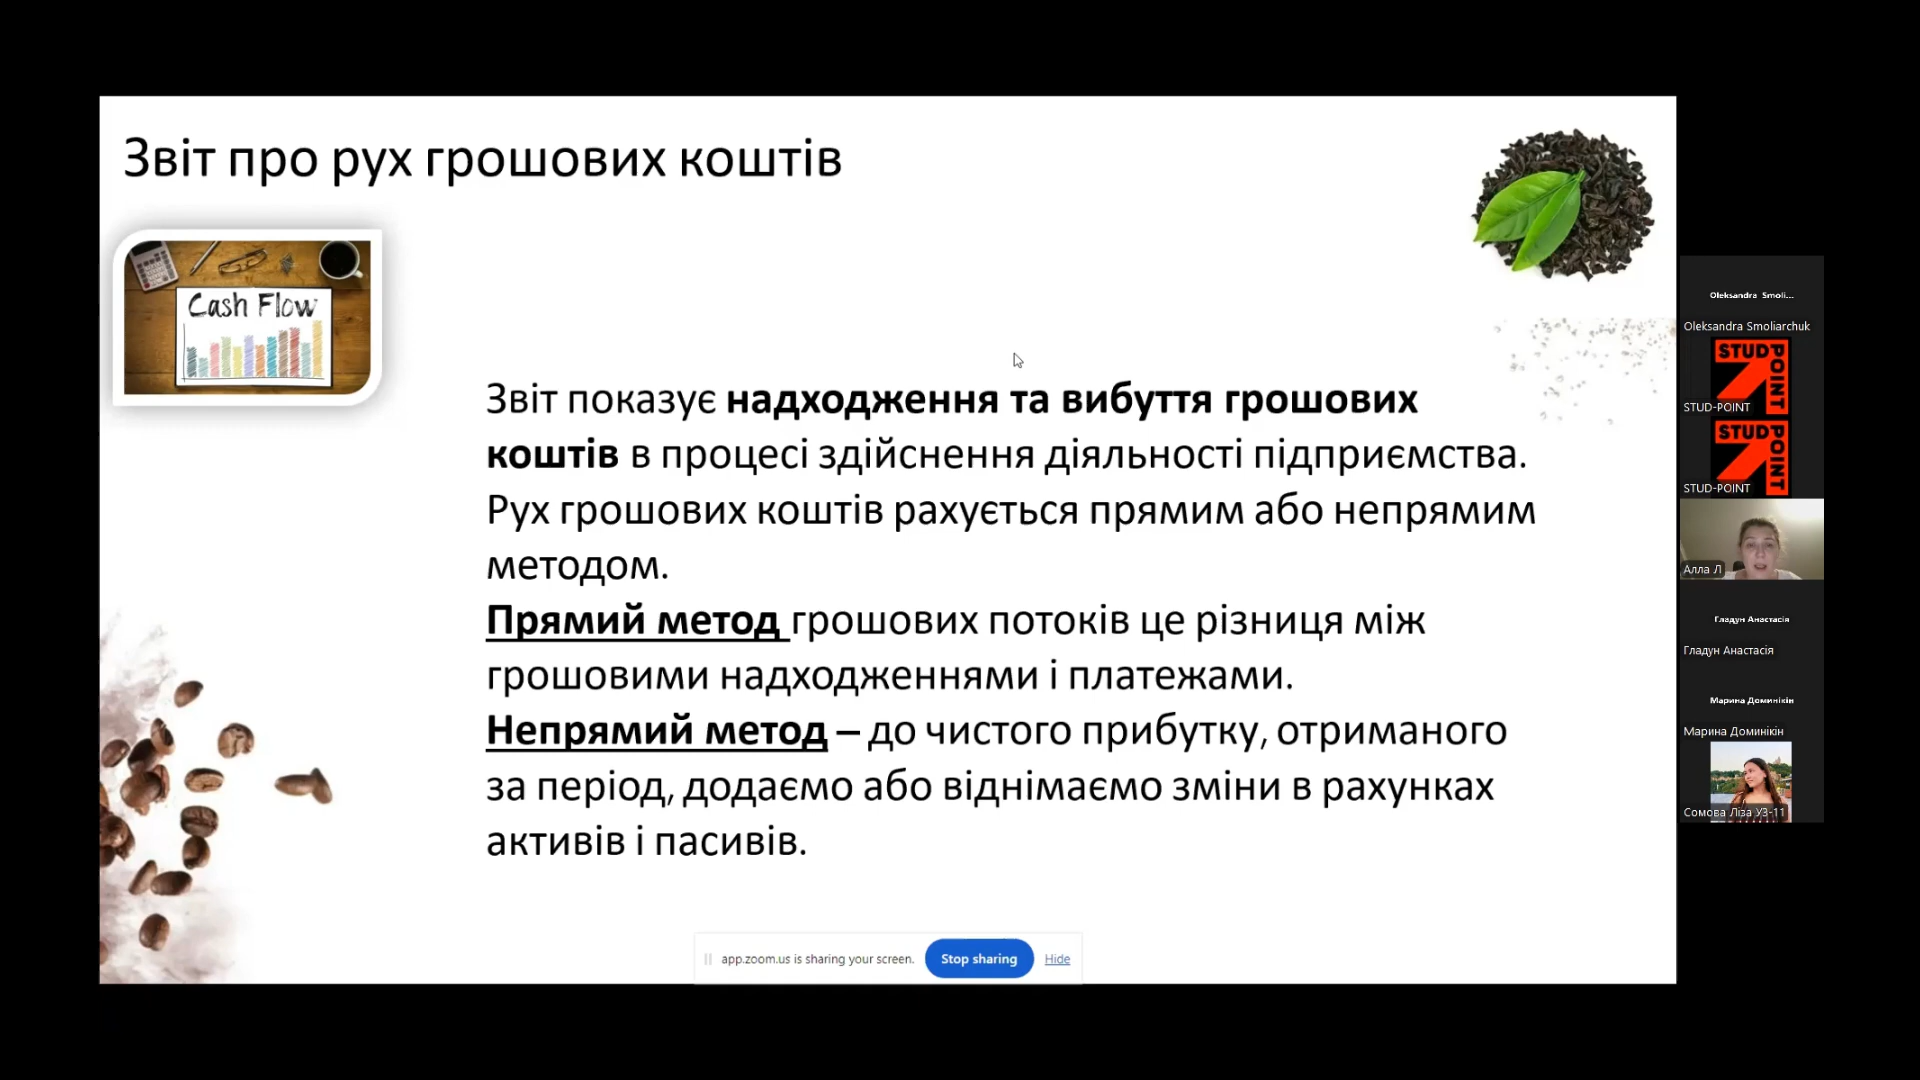 Звіт про рух грошових коштів
Cash Flow
Звіт показує надходження та вибуття грошових
коштів в процесі здійснення діяльності підприємства.
Рух грошових коштів рахується прямим або непрямим
методом.
Прямий метод грошових потоків це різниця між
грошовими надходженнями і платежами.
Непрямий метод – до чистого прибутку, отриманого
за період, додаємо або віднімаємо зміни в рахунках
активів і пасивів.
app.zoom.us is sharing your screen. Stop sharing Hide
Oleksandra Smoli...
Oleksandra Smoliarchuk
STUD POINT
STUD-POINT
STUD POINT
STUD-POINT
Алла Л
Гладун Анастасія
Гладун Анастасія
Марина Доминікін
Марина Доминікін
Сомова Ліза УЗ-11